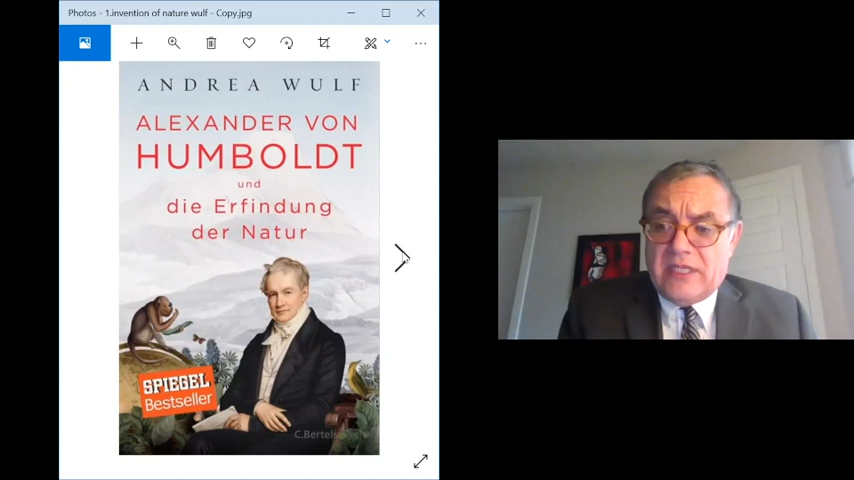 Photos - 1.invention of nature wulf - Copy.jpg
ANDREA WULF
ALEXANDER VON
HUMBOLDT
und
die Erfindung
der Natur
SPIEGEL
Bestseller